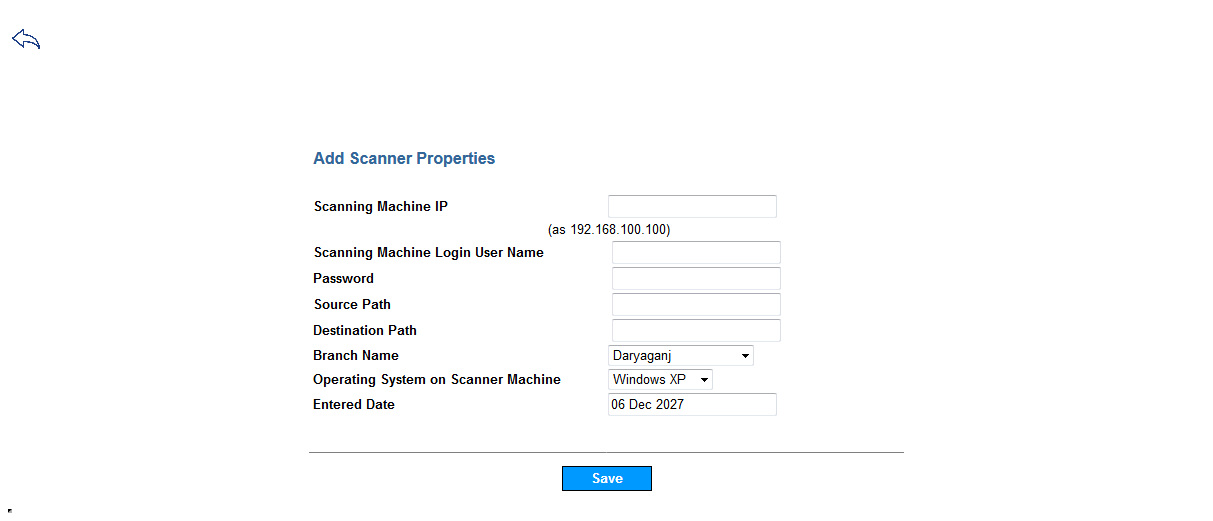 Add Scanner Properties
Scanning Machine IP
(as 192.168.100.100)
Scanning Machine Login User Name
Password
Source Path
Destination Path
Branch Name Daryaganj
Operating System on Scanner Machine Windows XP
Entered Date 06 Dec 2027
Save